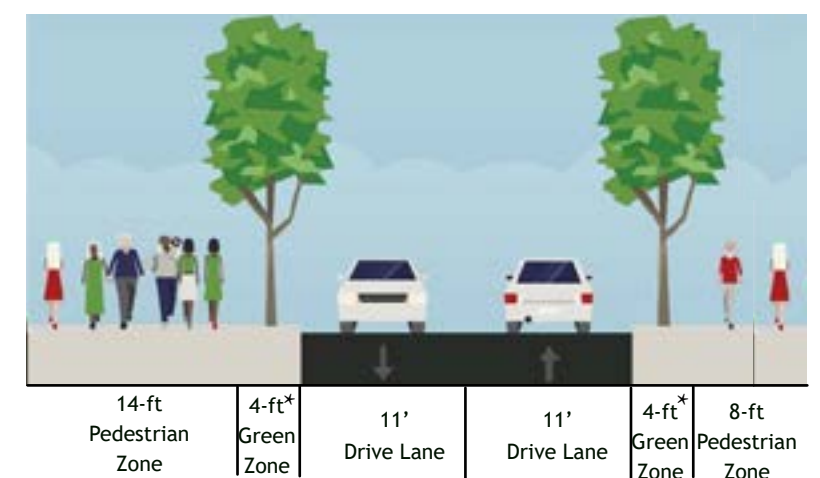 14-ft
Pedestrian
Zone
4-ft*
Green
Zone
11’
Drive Lane
11’
Drive Lane
4-ft*
Green
Zone
8-ft
Pedestrian
Zone